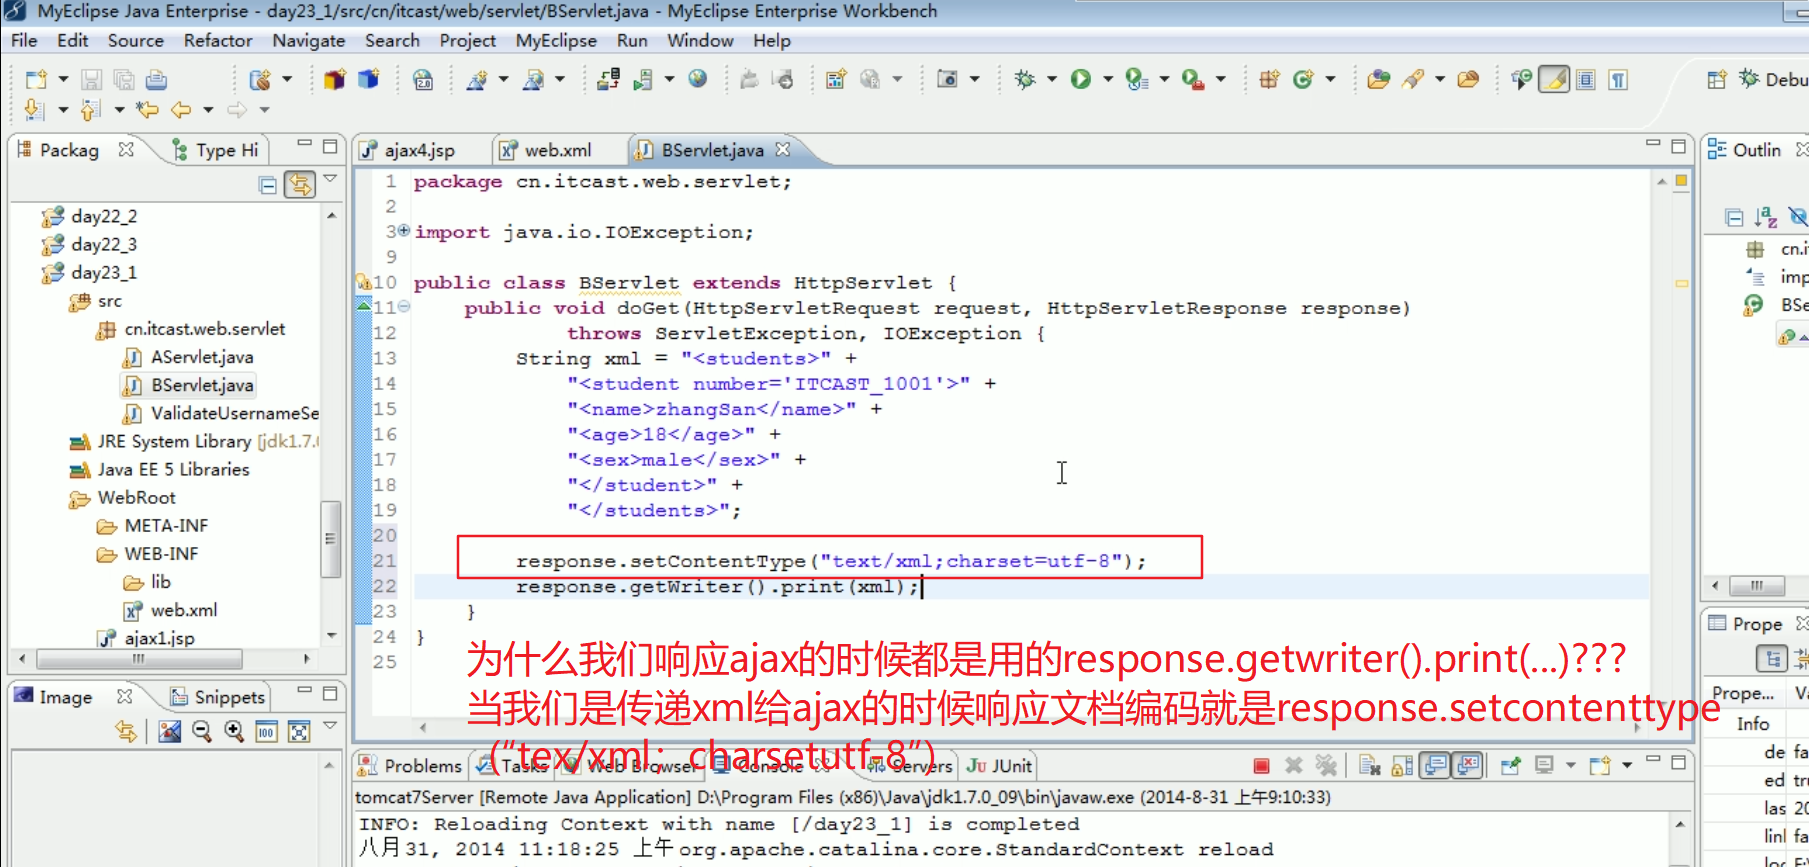 MyEclipse Java Enterprise - day23_1/src/cn/itcast/web/servlet/BServlet.java - MyEclipse Enterprise Workbench
File Edit Source Refactor Navigate Search Project MyEclipse Run Window Help
Debu
Packag Type Hi
ajax4.jsp web.xml BServlet.java
Outlin
day22_2
day22_3
day23_1
src
cn.itcast.web.servlet
AServlet.java
BServlet.java
ValidateUsernameSe
JRE System Library [jdk1.7.0
Java EE 5 Libraries
WebRoot
META-INF
WEB-INF
lib
web.xml
ajax1.jsp
1 package cn.itcast.web.servlet;
2
3 import java.io.IOException;
9
10 public class BServlet extends HttpServlet {
11 public void doGet(HttpServletRequest request, HttpServletResponse response)
12 throws ServletException, IOException {
13 String xml = "<students>" +
14 "<student number='ITCAST_1001'>" +
15 "<name>zhangSan</name>" +
16 "<age>18</age>" +
17 "<sex>male</sex>" +
18 "</student>" +
19 "</students>";
20
21 response.setContentType("text/xml;charset=utf-8");
22 response.getWriter().print(xml);
23 }
24 }
25
为什么我们响应ajax的时候都是用的response.getwriter().print(...)???
当我们是传递xml给ajax的时候响应文档编码就是response.setcontenttype
（“tex/xml；charsetutf-8”）
cn.i
imp
BSe
Image Snippets
Prope
Prope... Va
Info
de fa
ed tru
las 20
linl fa
Problems Tasks Web Browser Console Servers JUnit
tomcat7Server [Remote Java Application] D:\Program Files (x86)\Java\jdk1.7.0_09\bin\javaw.exe (2014-8-31 上午9:10:33)
INFO: Reloading Context with name [/day23_1] is completed
八月31, 2014 11:18:25 上午 org.apache.catalina.core.StandardContext reload